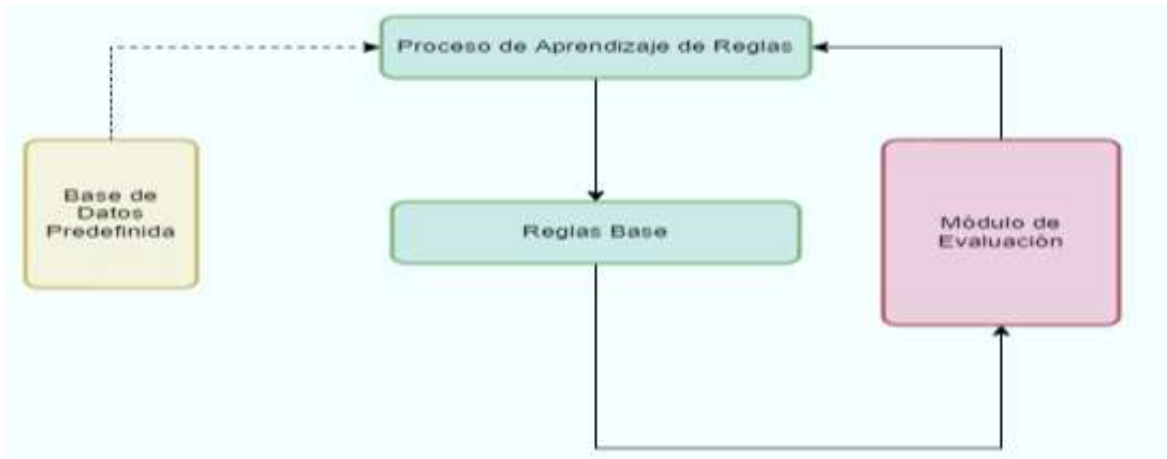 Proceso de Aprendizaje de Reglas
Base de
Datos
Predefinida
Reglas Base
Módulo de
Evaluación